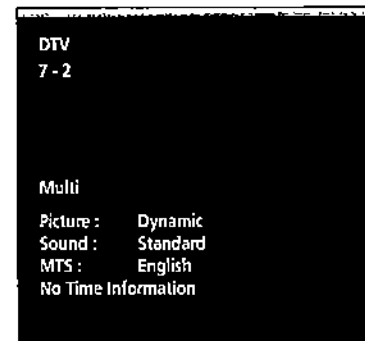 DTV
7 - 2
Multi
Picture : Dynamic
Sound : Standard
MTS : English
No Time Information